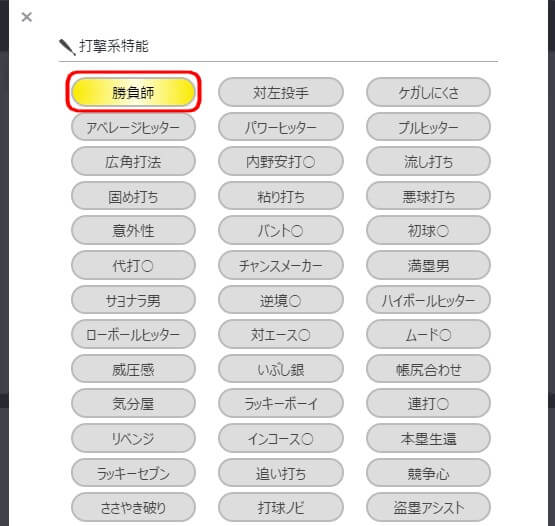 ×
打撃系特能
勝負師 対左投手 ケガしにくさ
アベレージヒッター パワーヒッター プルヒッター
広角打法 内野安打○ 流し打ち
固め打ち 粘り打ち 悪球打ち
意外性 バント○ 初球○
代打○ チャンスメーカー 満塁男
サヨナラ男 逆境○ ハイボールヒッター
ローボールヒッター 対エース○ ムード○
威圧感 いぶし銀 帳尻合わせ
気分屋 ラッキーボーイ 連打○
リベンジ インコース○ 本塁生還
ラッキーセブン 追い打ち 競争心
ささやき破り 打球ノビ 盗塁アシスト